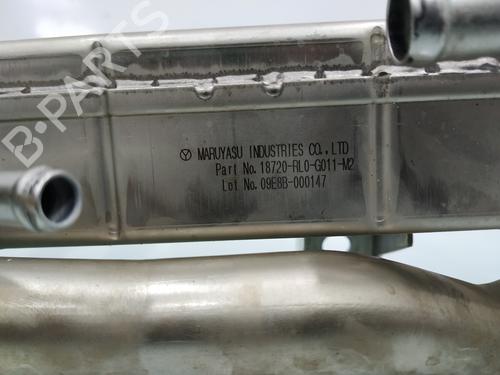 MARUYASU INDUSTRIES CO., LTD
Part No. 18720-RL0-G011-M2
Lot No. 09E8B-000147
B-PARTS